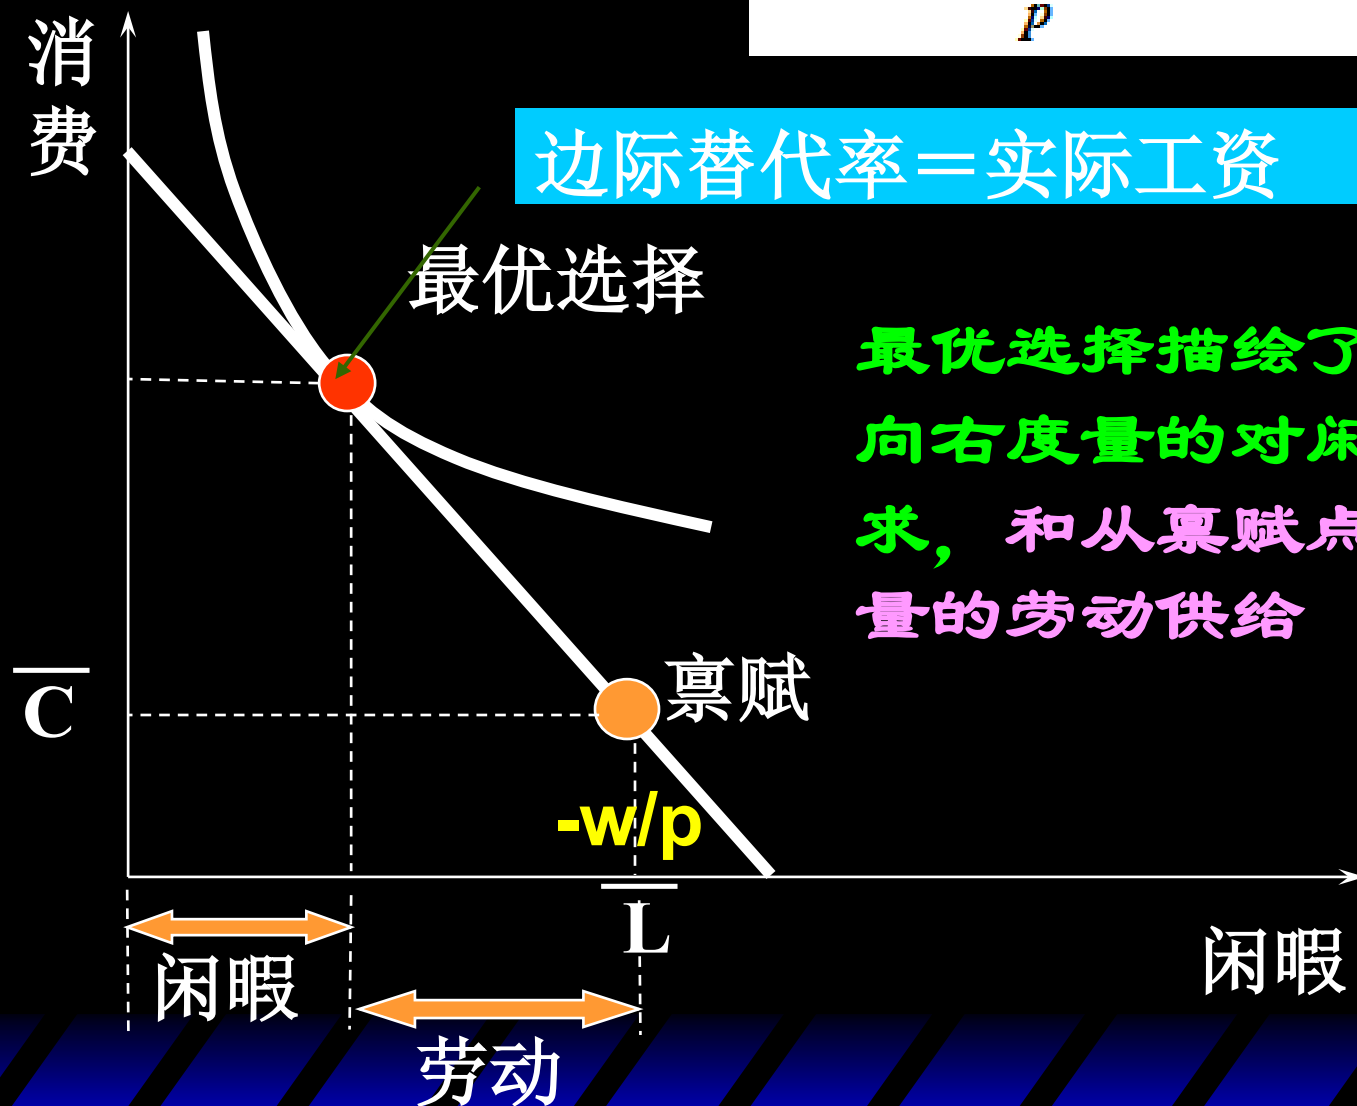 p
消
费
边际替代率＝实际工资
最优选择
最优选择描绘了
向右度量的对闲
求，和从禀赋点
量的劳动供给
禀赋
C
-w/p
L
闲暇
闲暇
劳动